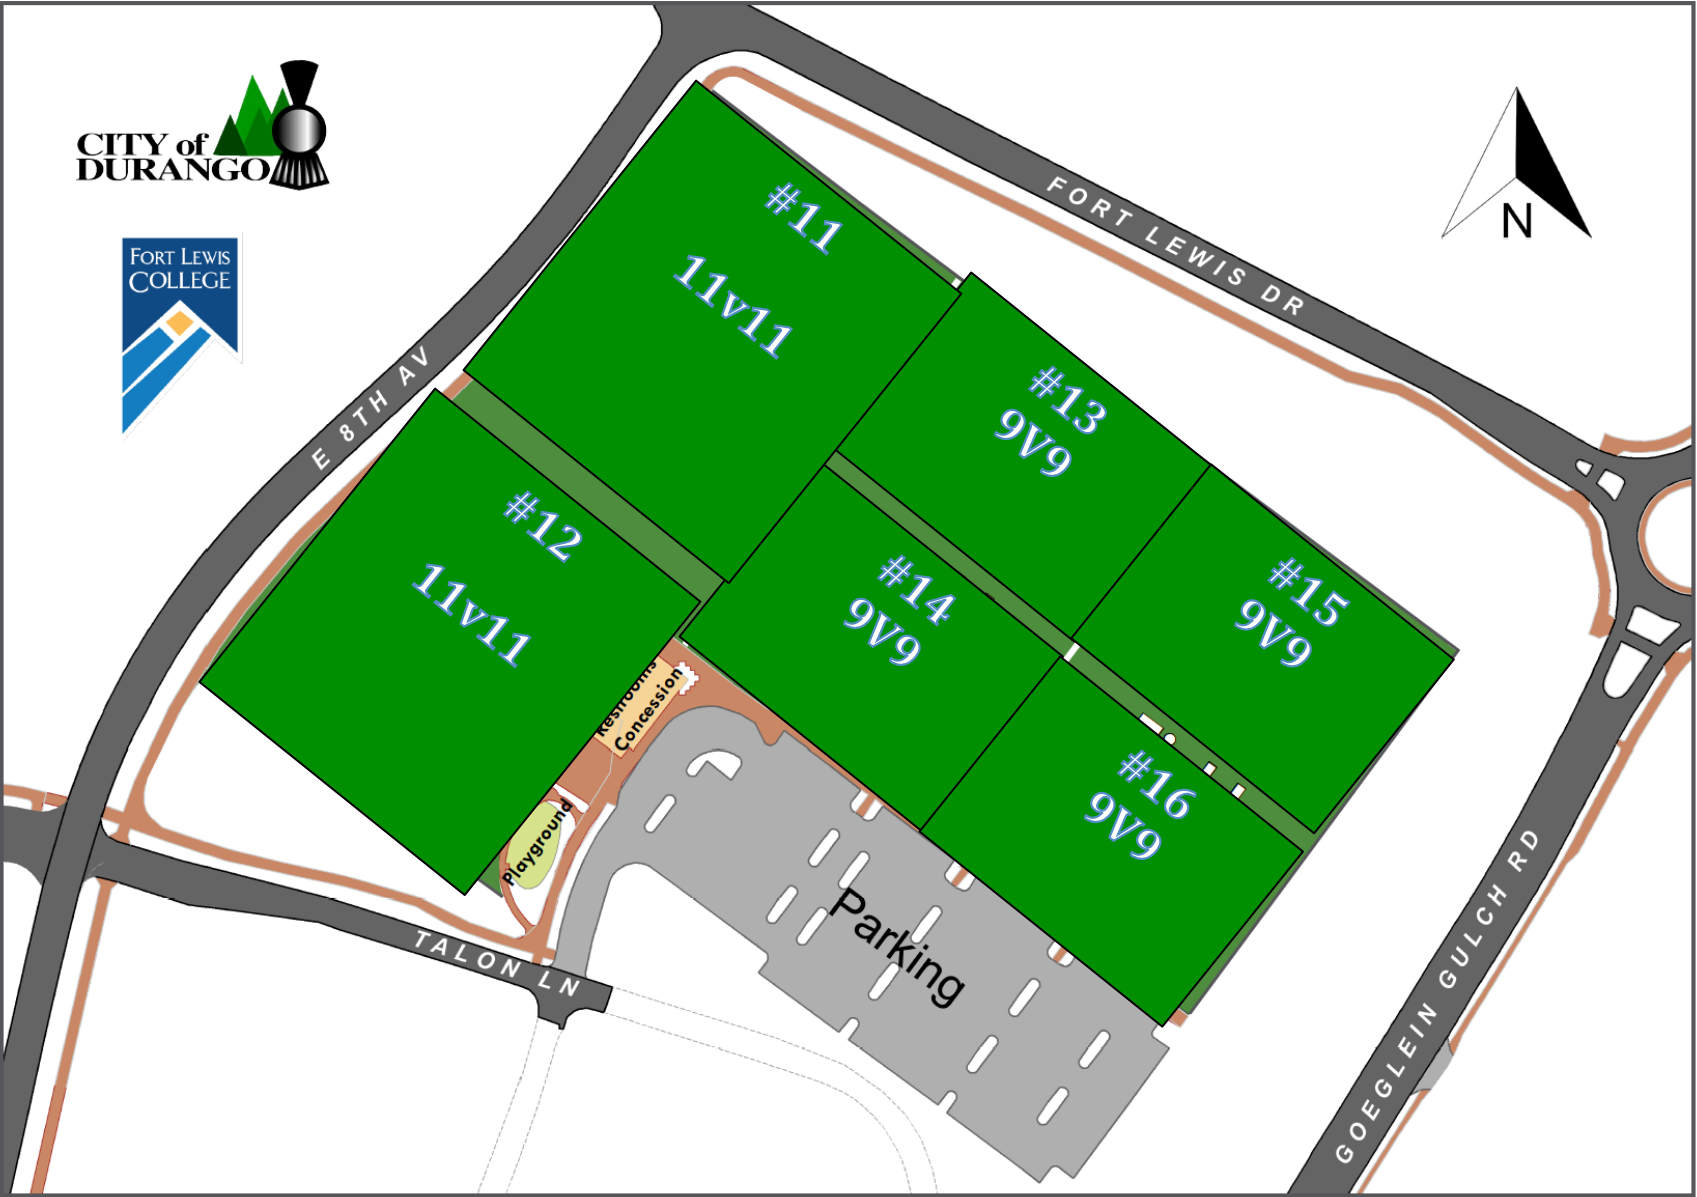 CITY of
DURANGO
FORT LEWIS
COLLEGE
N
FORT LEWIS DR
E 8TH AV
TALON LN
GOEGLEIN GULCH RD
#11
11v11
#12
11v11
#13
9V9
#14
9V9
#15
9V9
#16
9V9
Restrooms
Concession
Playground
Parking